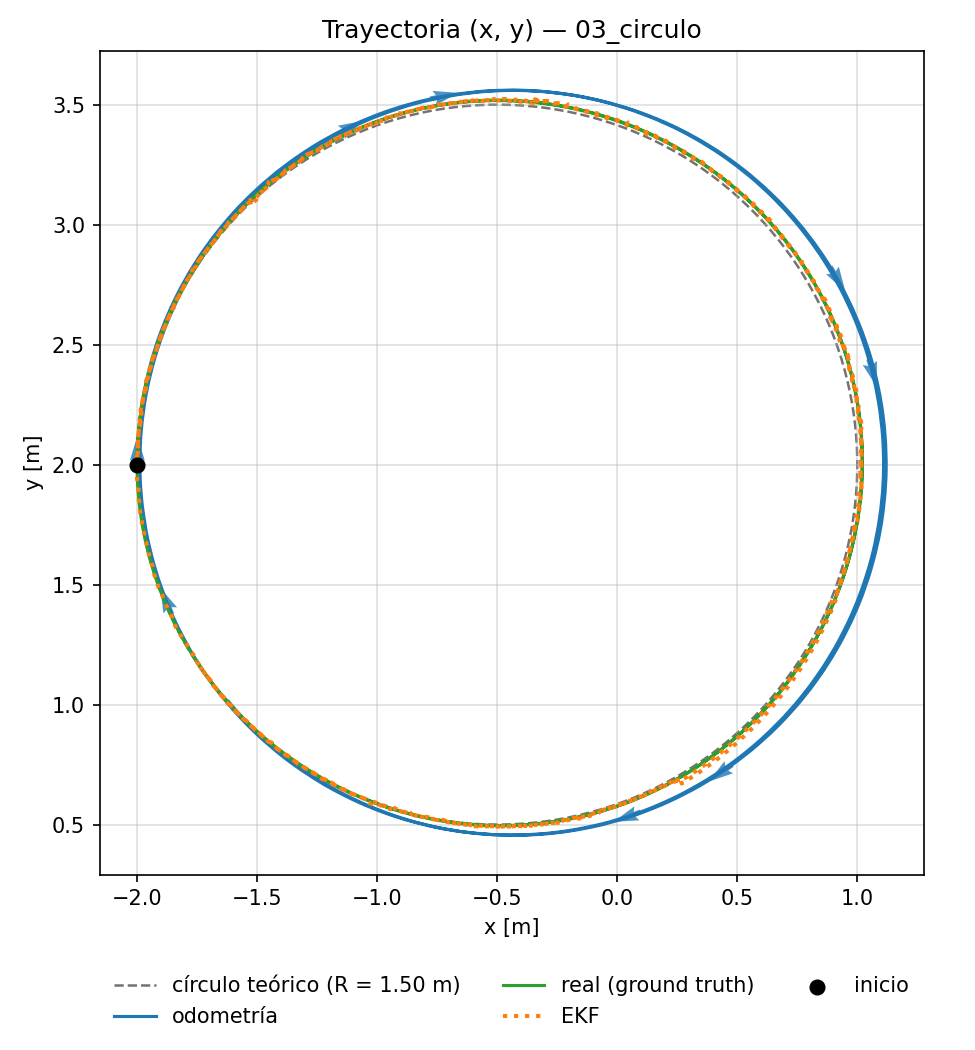 Trayectoria (x, y) — 03_circulo
3.5
3.0
2.5
2.0
1.5
1.0
0.5
y [m]
−2.0 −1.5 −1.0 −0.5 0.0 0.5 1.0
x [m]
círculo teórico (R = 1.50 m) real (ground truth) inicio
odometría EKF